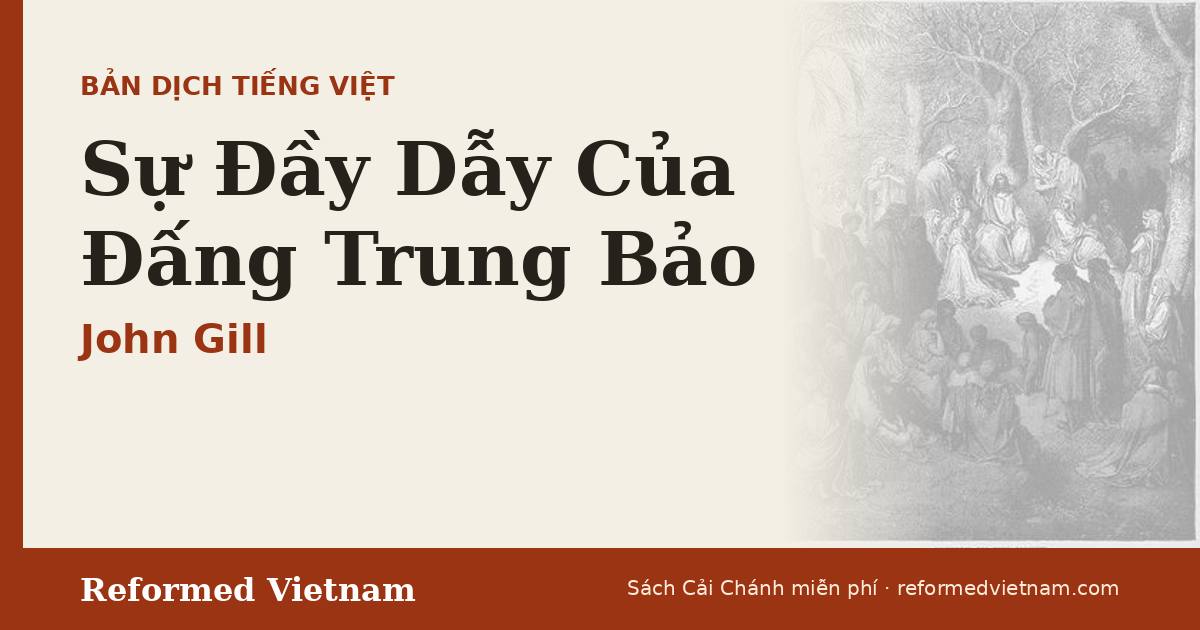 BẢN DỊCH TIẾNG VIỆT
Sự Đầy Dẫy Của
Đấng Trung Bảo
John Gill
Reformed Vietnam
Sách Cải Chánh miễn phí · reformedvietnam.com